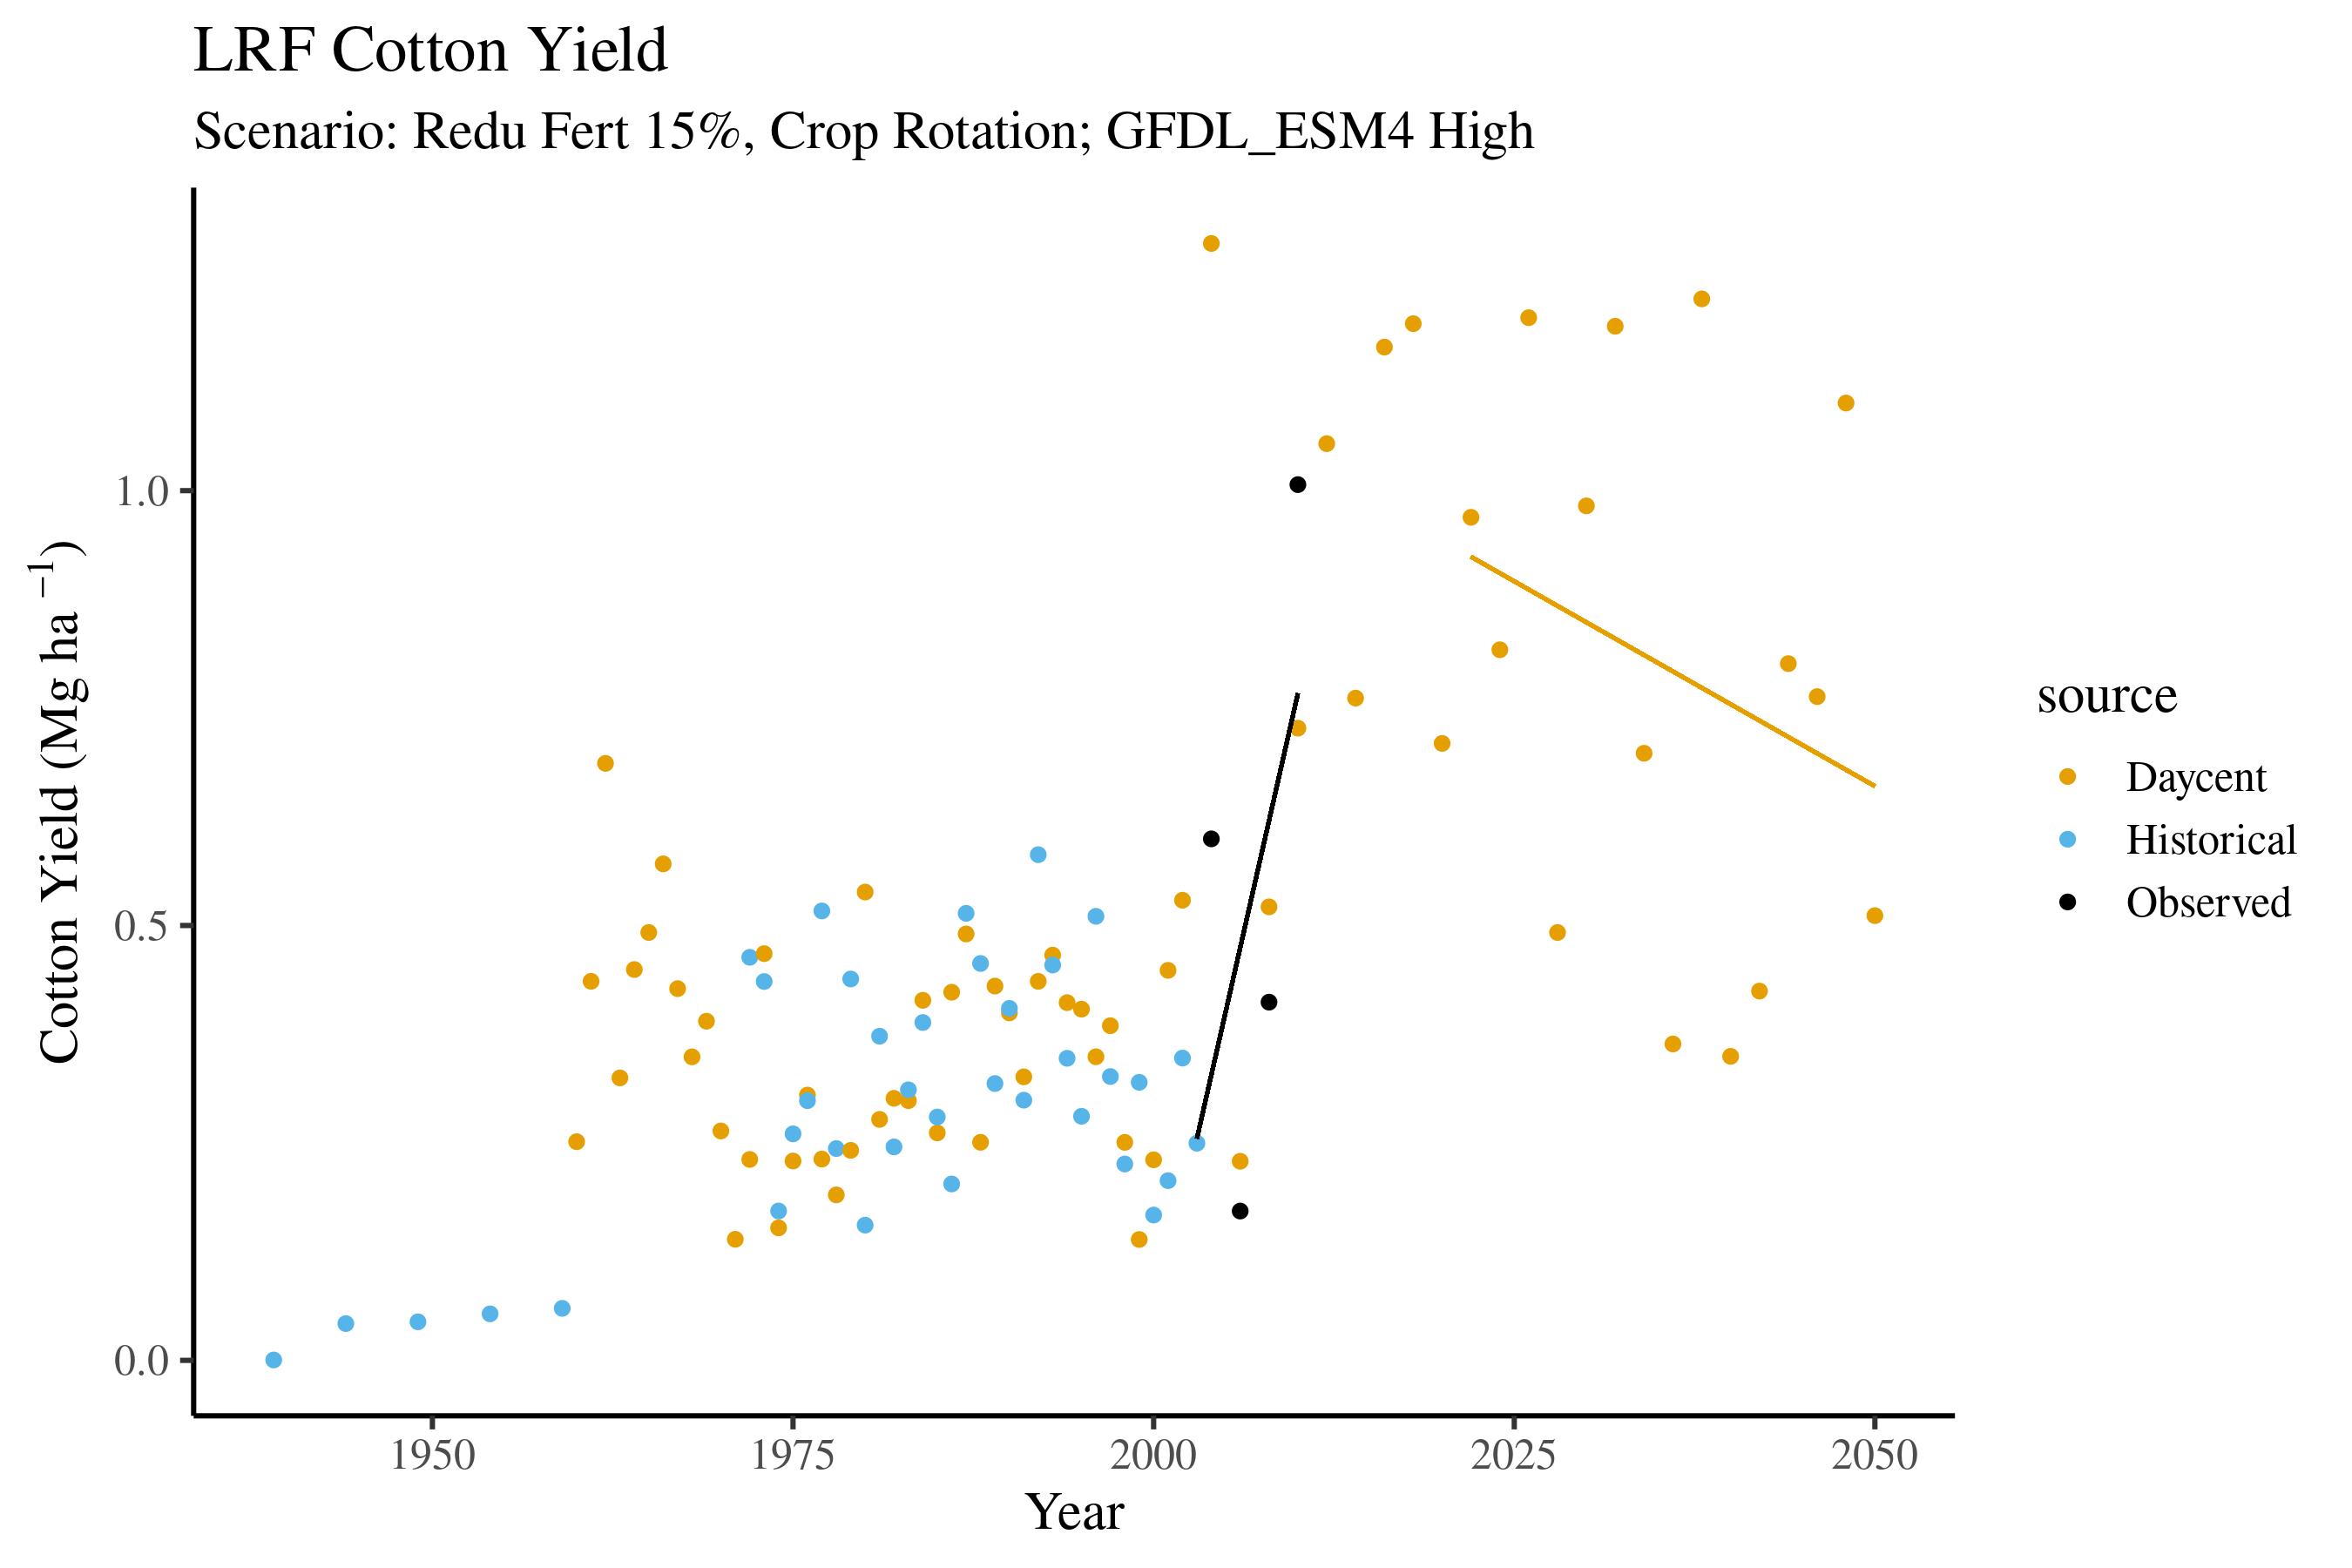 LRF Cotton Yield
Scenario: Redu Fert 15%, Crop Rotation; GFDL_ESM4 High
Cotton Yield (Mg ha ⁻¹)
1.0
0.5
0.0
1950 1975 2000 2025 2050
Year
source
Daycent
Historical
Observed